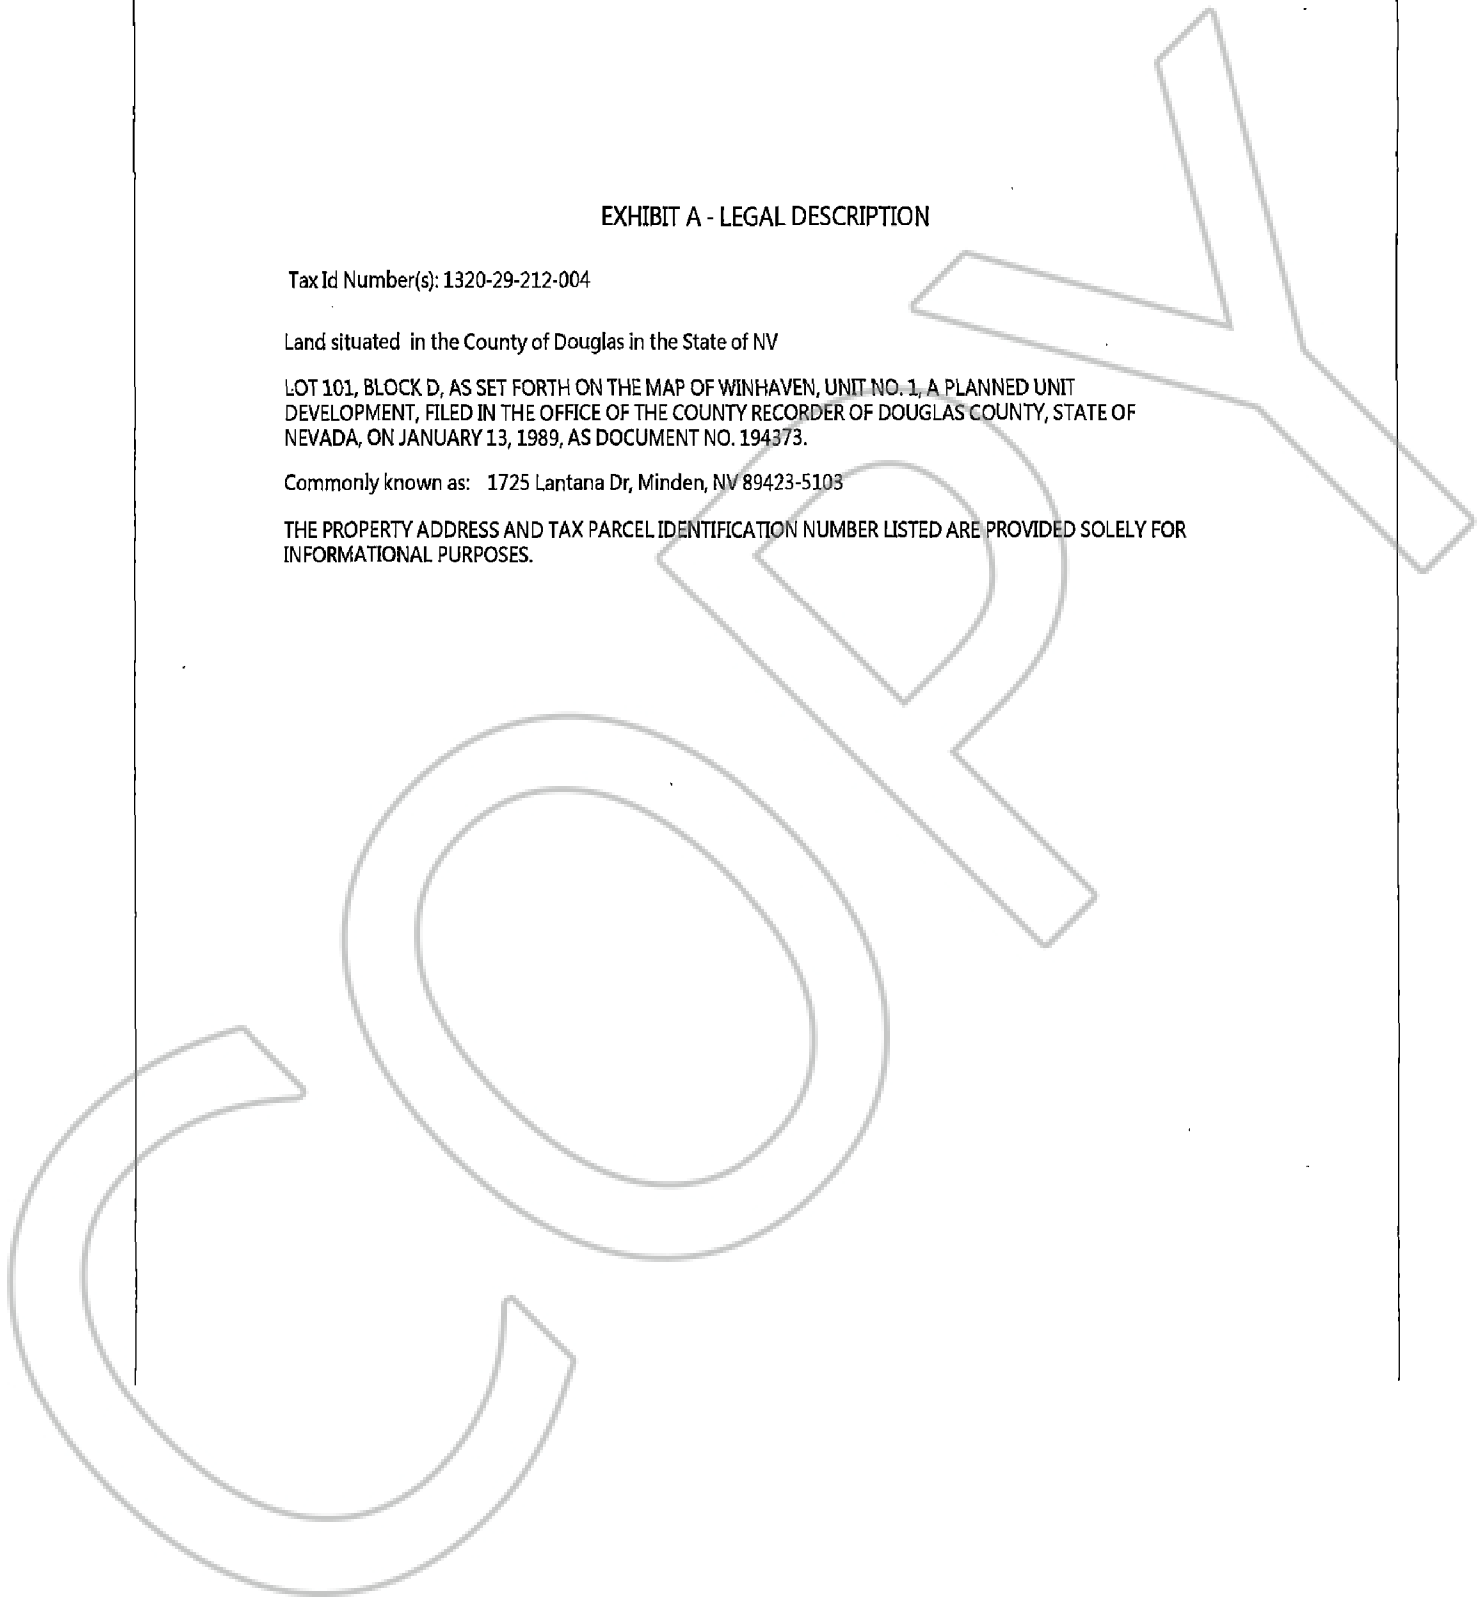 EXHIBIT A - LEGAL DESCRIPTION
Tax Id Number(s): 1320-29-212-004
Land situated in the County of Douglas in the State of NV
LOT 101, BLOCK D, AS SET FORTH ON THE MAP OF WINHAVEN, UNIT NO. 1, A PLANNED UNIT
DEVELOPMENT, FILED IN THE OFFICE OF THE COUNTY RECORDER OF DOUGLAS COUNTY, STATE OF
NEVADA, ON JANUARY 13, 1989, AS DOCUMENT NO. 194373.
Commonly known as: 1725 Lantana Dr, Minden, NV 89423-5103
THE PROPERTY ADDRESS AND TAX PARCEL IDENTIFICATION NUMBER LISTED ARE PROVIDED SOLELY FOR
INFORMATIONAL PURPOSES.
COPY